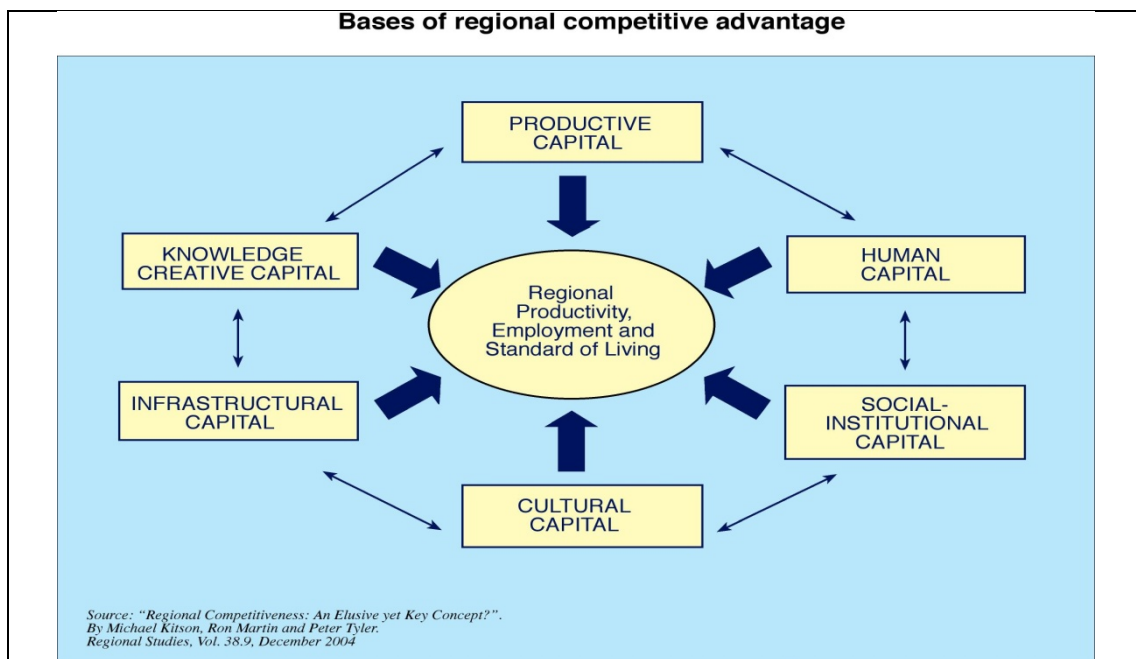 Bases of regional competitive advantage
PRODUCTIVE
CAPITAL
KNOWLEDGE
CREATIVE CAPITAL
HUMAN
CAPITAL
Regional
Productivity,
Employment and
Standard of Living
INFRASTRUCTURAL
CAPITAL
SOCIAL-
INSTITUTIONAL
CAPITAL
CULTURAL
CAPITAL
Source: “Regional Competitiveness: An Elusive yet Key Concept?”.
By Michael Kitson, Ron Martin and Peter Tyler.
Regional Studies, Vol. 38.9, December 2004